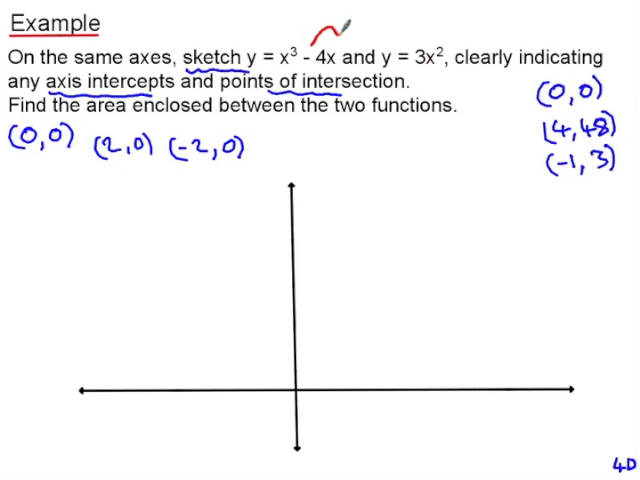 Example
On the same axes, sketch y = x³ - 4x and y = 3x², clearly indicating
any axis intercepts and points of intersection.
Find the area enclosed between the two functions.
(0,0) (2,0) (-2,0)
(0,0)
(4,48)
(-1,3)
4D